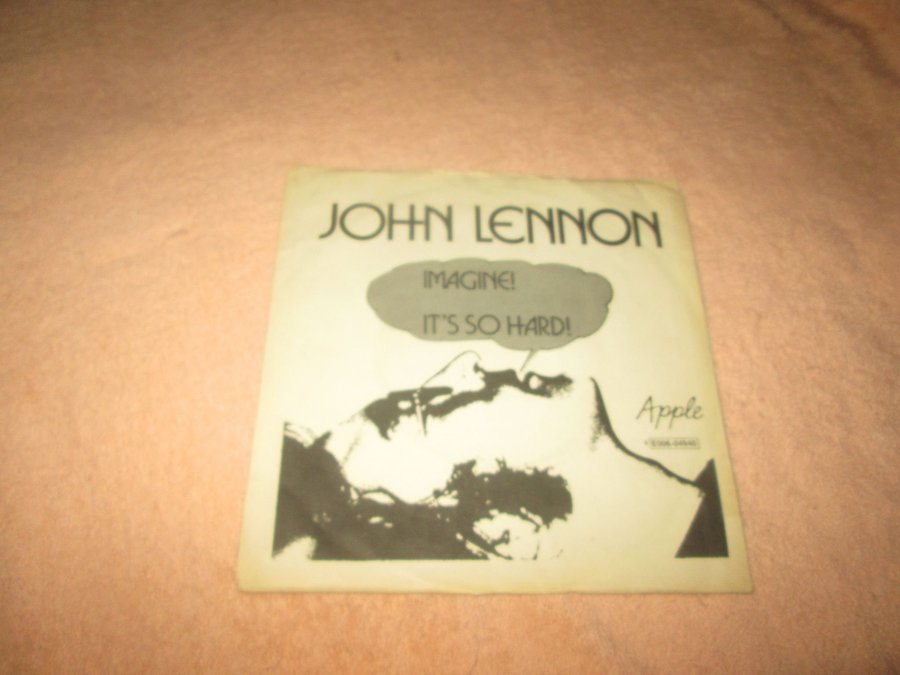 JOHN LENNON
IMAGINE!
IT'S SO HARD!
Apple